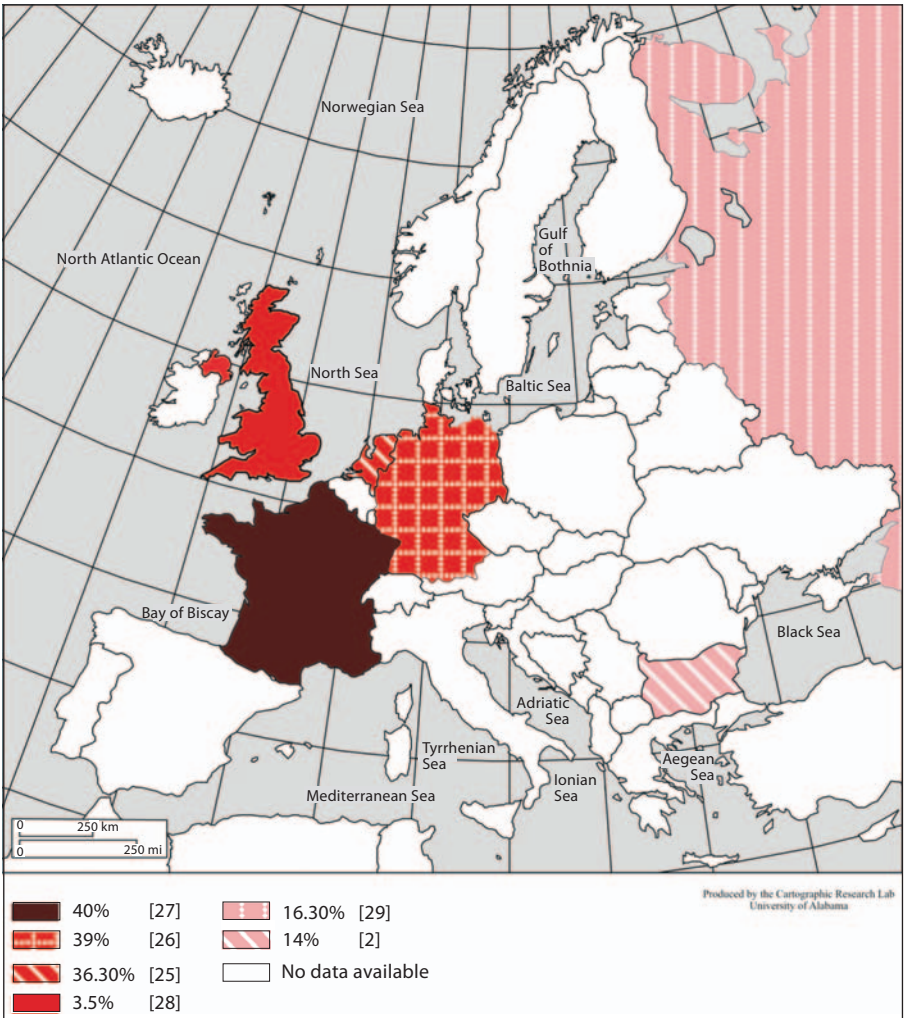 Norwegian Sea
Gulf
of
Bothnia
North Atlantic Ocean
North Sea
Baltic Sea
Bay of Biscay
Black Sea
Adriatic
Sea
Tyrrhenian
Sea
Aegean
Sea
Ionian
Sea
Mediterranean Sea
0 250 km
0 250 mi
Produced by the Cartographic Research Lab
University of Alabama
40% [27]
39% [26]
36.30% [25]
3.5% [28]
16.30% [29]
14% [2]
No data available